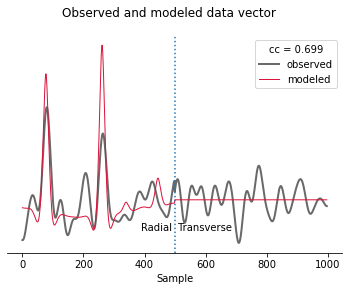 Observed and modeled data vector
cc = 0.699
observed
modeled
Radial Transverse
0 200 400 600 800 1000
Sample